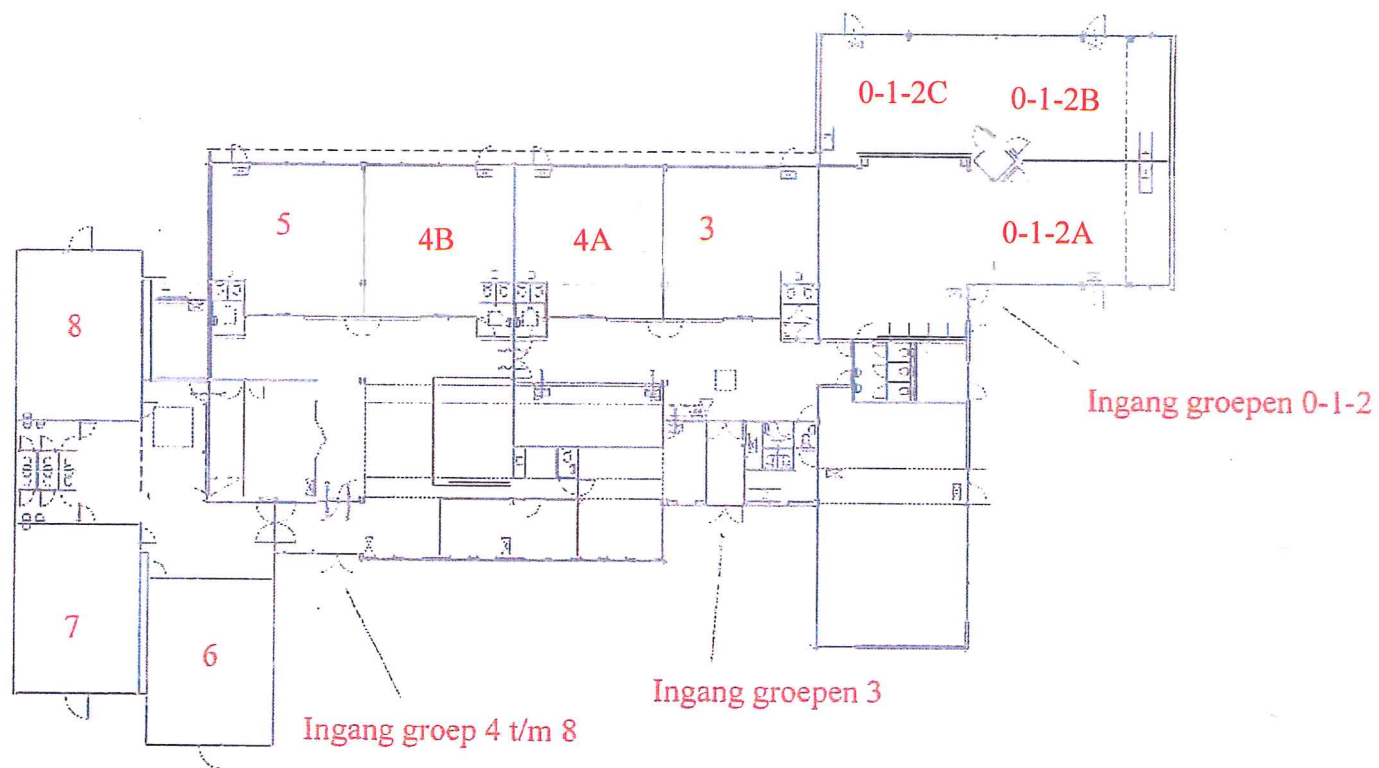 0-1-2C
0-1-2B
5
4B
4A
3
0-1-2A
8
Ingang groepen 0-1-2
7
6
Ingang groepen 3
Ingang groep 4 t/m 8